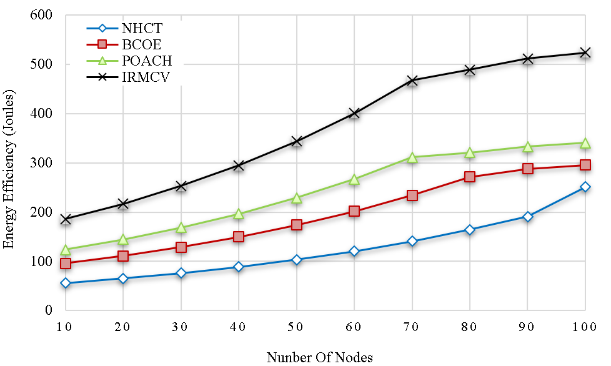 600
500
400
300
200
100
0
Energy Efficiency (Joules)
NHCT
BCOE
POACH
IRMCV
10 20 30 40 50 60 70 80 90 100
Nunber Of Nodes